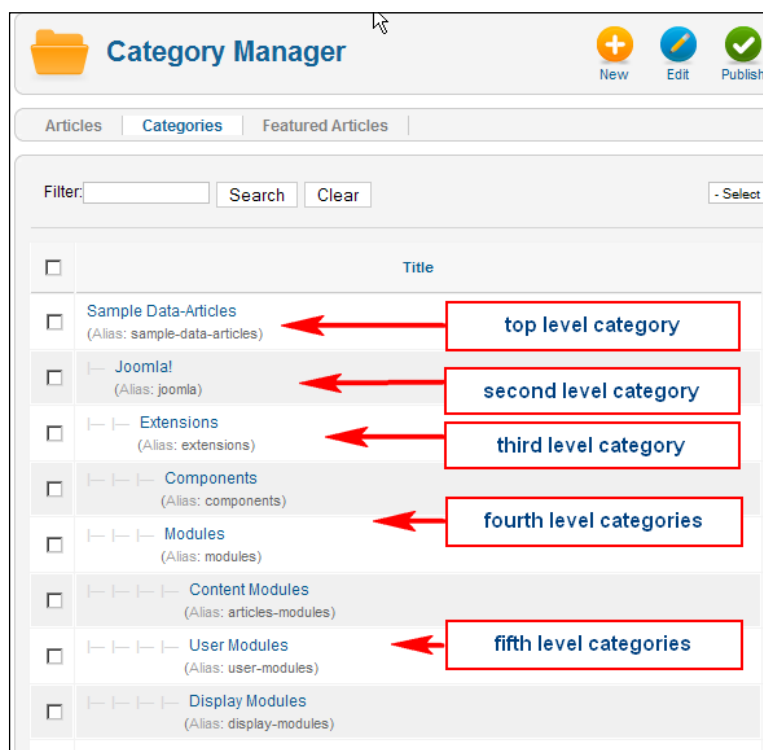 Category Manager
New
Edit
Publish
Articles
Categories
Featured Articles
Filter:
Search
Clear
- Select
Title
Sample Data-Articles
(Alias: sample-data-articles)
top level category
Joomla!
(Alias: joomla)
second level category
Extensions
(Alias: extensions)
third level category
Components
(Alias: components)
fourth level categories
Modules
(Alias: modules)
Content Modules
(Alias: articles-modules)
User Modules
(Alias: user-modules)
fifth level categories
Display Modules
(Alias: display-modules)